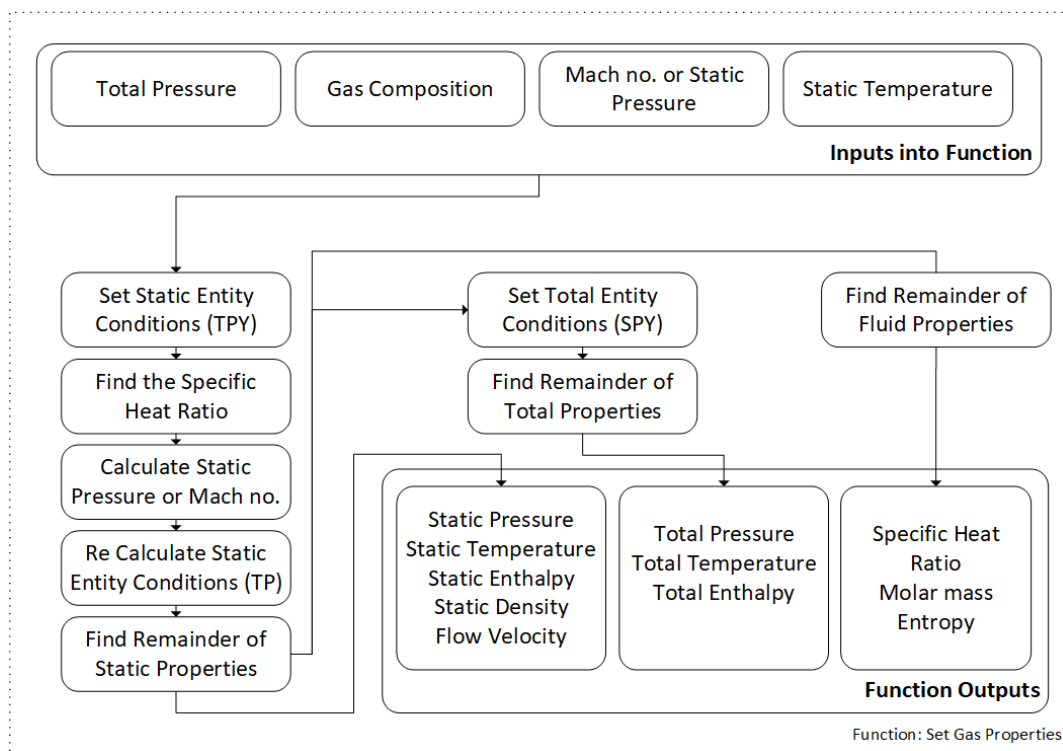 Total Pressure
Gas Composition
Mach no. or Static
Pressure
Static Temperature
Inputs into Function
Set Static Entity
Conditions (TPY)
Find the Specific
Heat Ratio
Calculate Static
Pressure or Mach no.
Re Calculate Static
Entity Conditions (TP)
Find Remainder of
Static Properties
Set Total Entity
Conditions (SPY)
Find Remainder of
Total Properties
Find Remainder of
Fluid Properties
Static Pressure
Static Temperature
Static Enthalpy
Static Density
Flow Velocity
Total Pressure
Total Temperature
Total Enthalpy
Specific Heat
Ratio
Molar mass
Entropy
Function Outputs
Function: Set Gas Properties